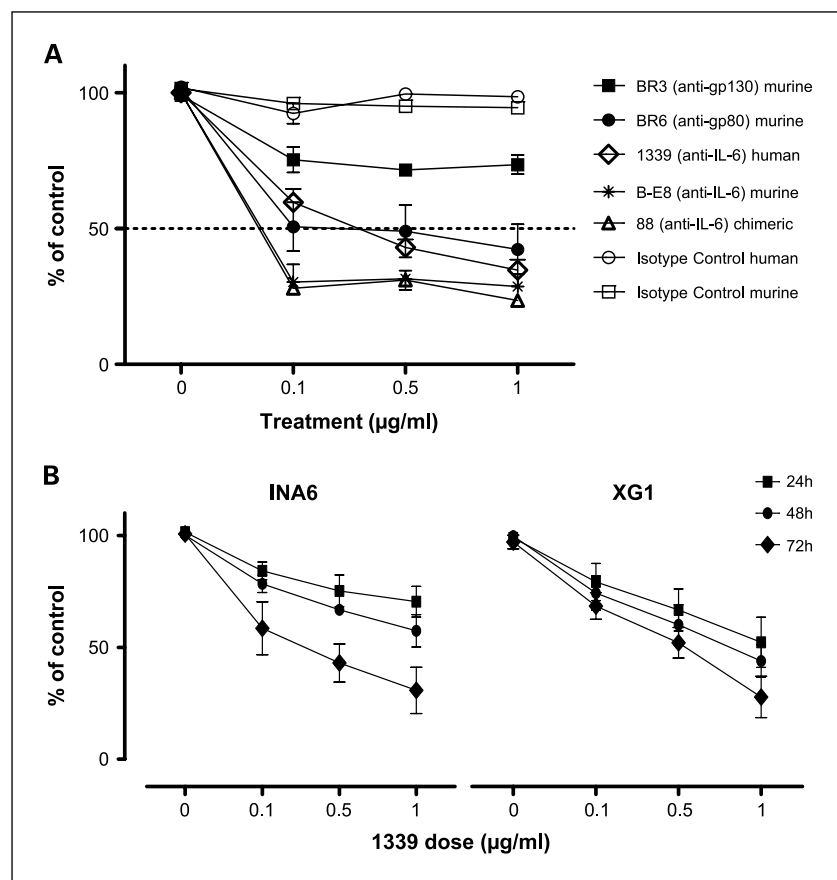 A
100
50
0
% of control
0
0.1
0.5
1
Treatment (µg/ml)
BR3 (anti-gp130) murine
BR6 (anti-gp80) murine
1339 (anti-IL-6) human
B-E8 (anti-IL-6) murine
88 (anti-IL-6) chimeric
Isotype Control human
Isotype Control murine
B
INA6
XG1
24h
48h
72h
100
50
0
% of control
0
0.1
0.5
1
0
0.1
0.5
1
1339 dose (µg/ml)